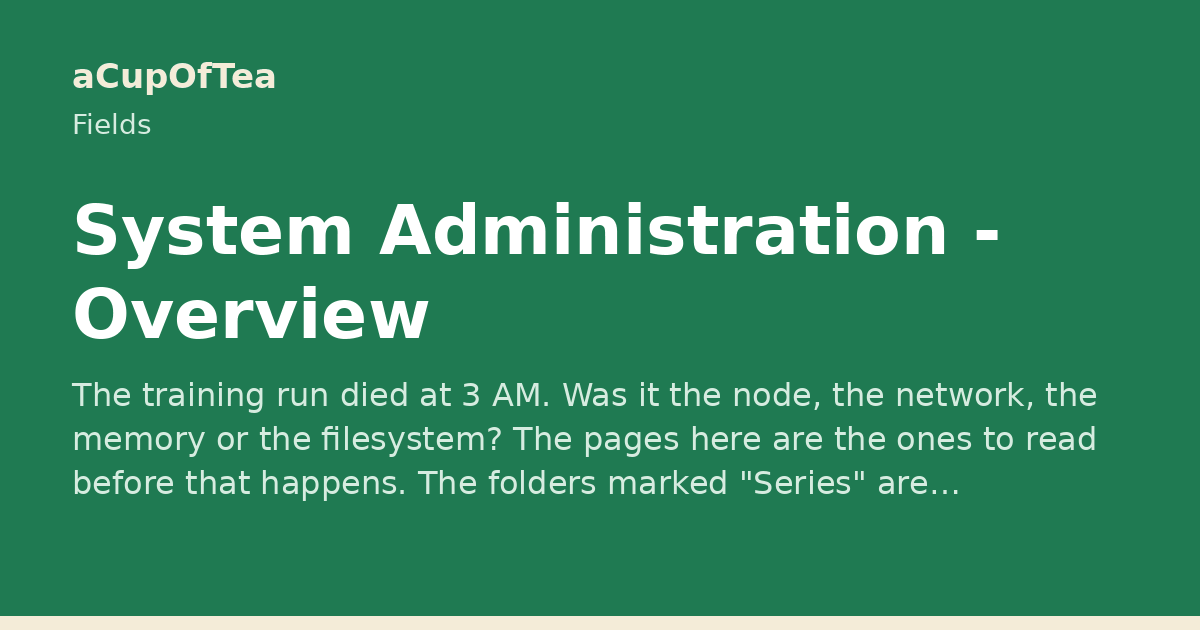 aCupOfTea
Fields
System Administration -
Overview
The training run died at 3 AM. Was it the node, the network, the
memory or the filesystem? The pages here are the ones to read
before that happens. The folders marked "Series" are…